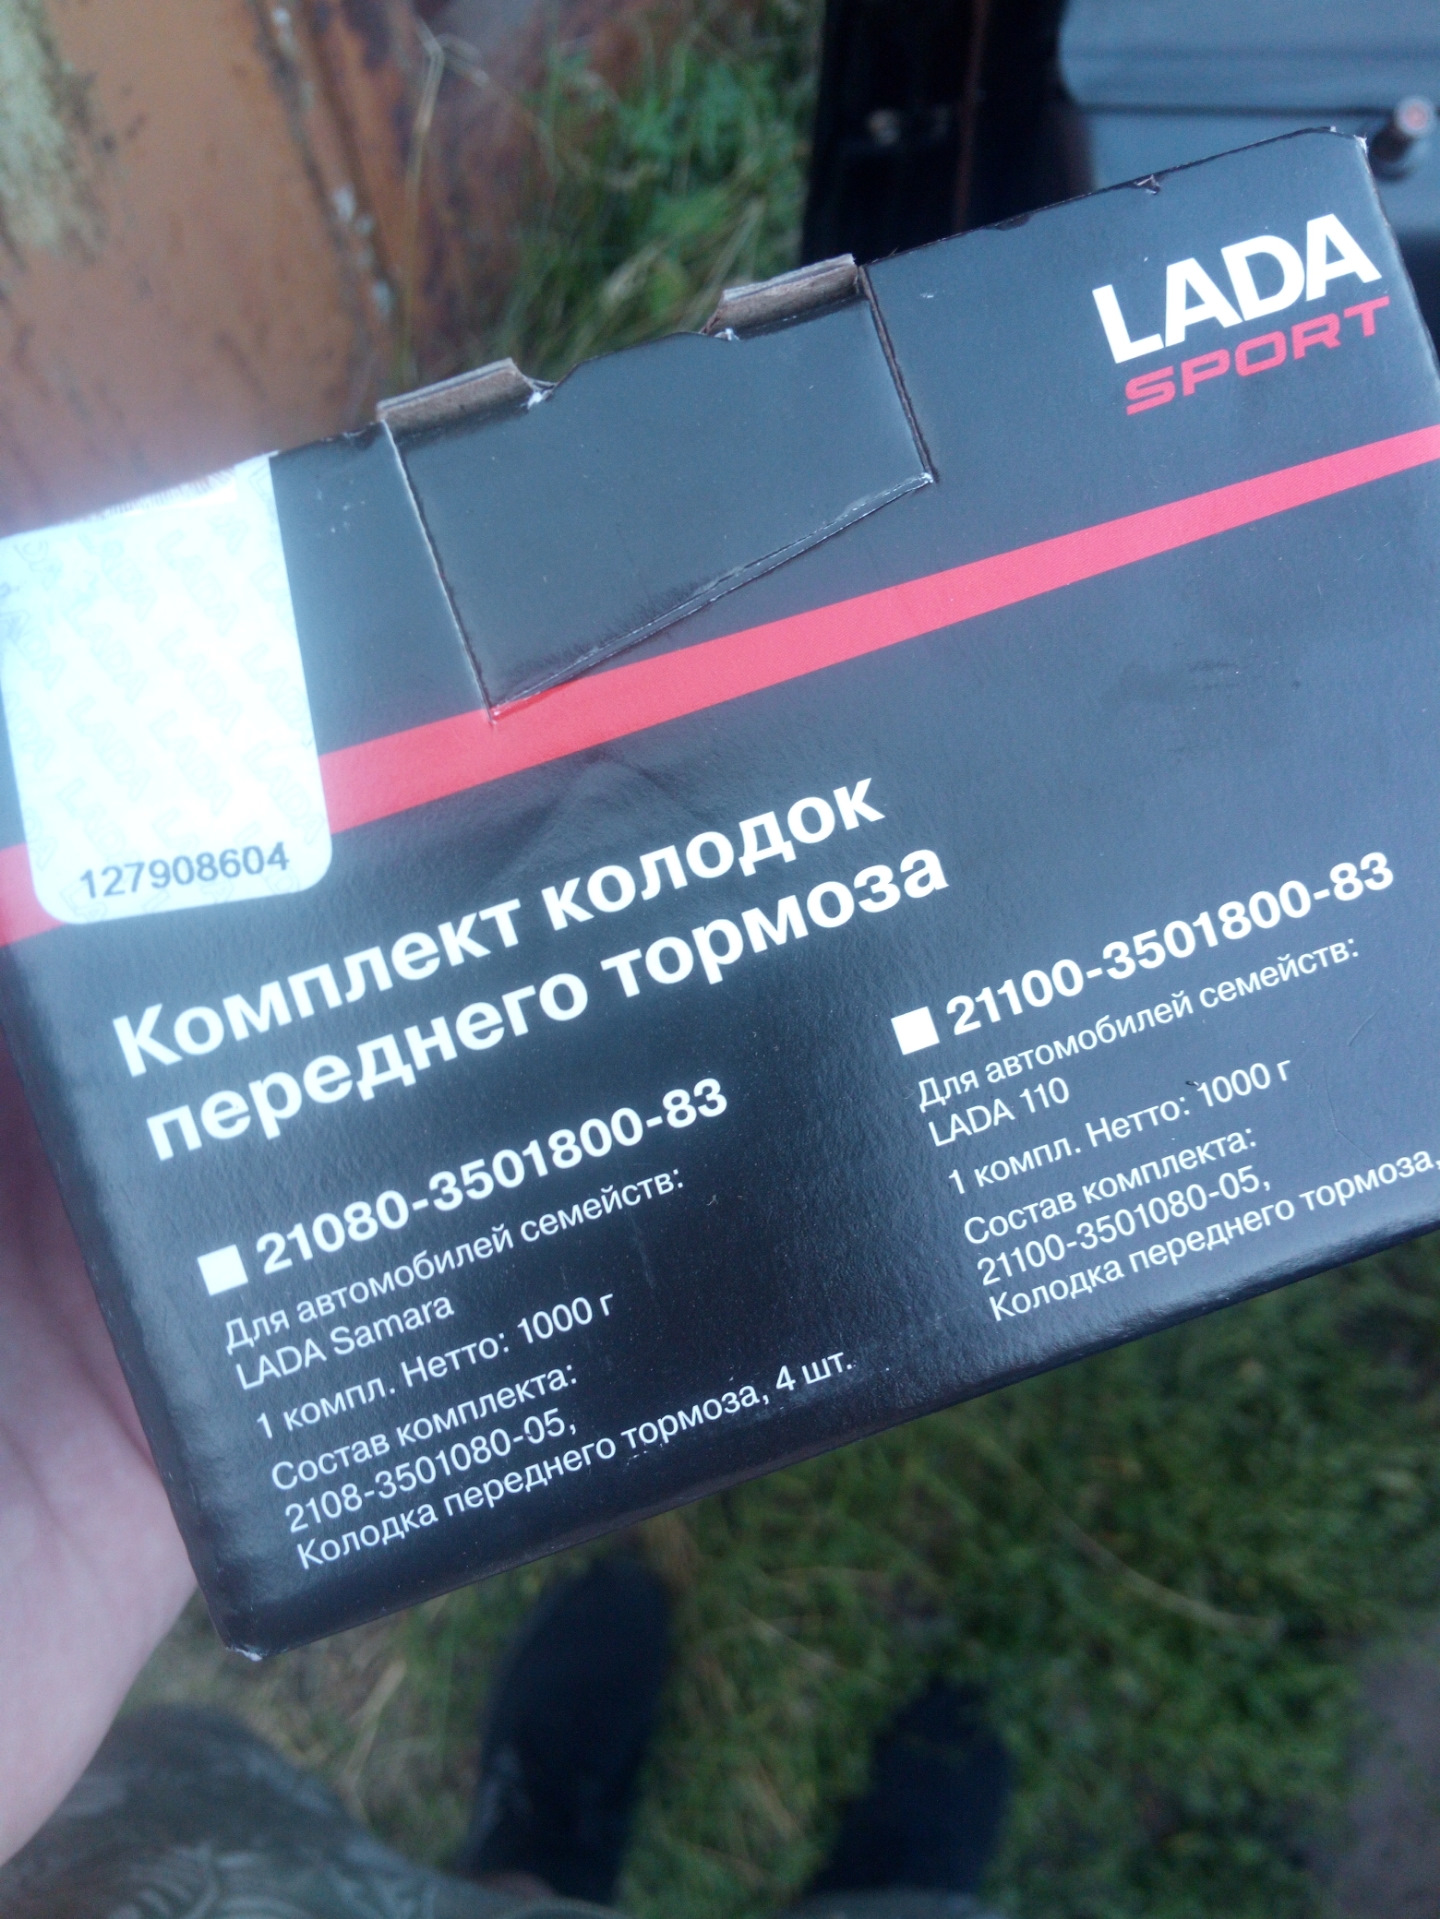 LADA
SPORT
127908604
Комплект колодок
переднего тормоза
21080-3501800-83
Для автомобилей семейств:
LADA Samara
1 компл. Нетто: 1000 г
Состав комплекта:
2108-3501080-05,
Колодка переднего тормоза, 4 шт.
21100-3501800-83
Для автомобилей семейств:
LADA 110
1 компл. Нетто: 1000 г
Состав комплекта:
21100-3501080-05,
Колодка переднего тормоза,